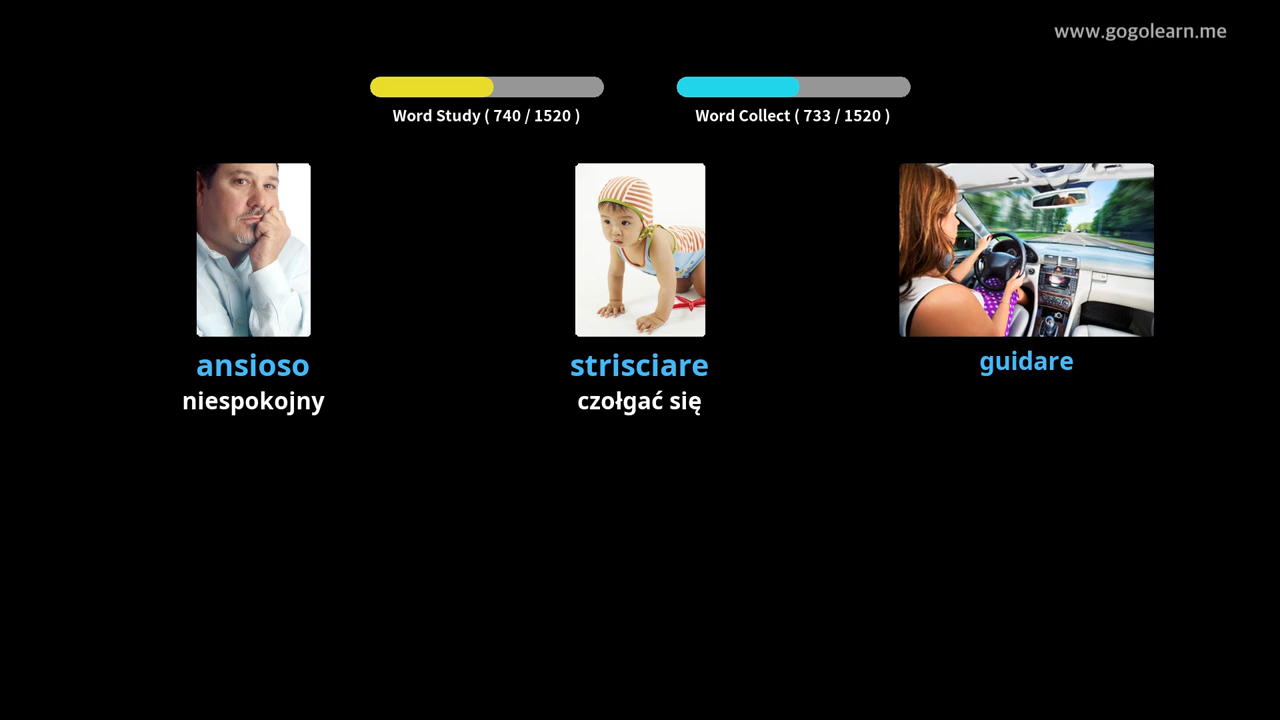 www.gogolearn.me
Word Study ( 740 / 1520 )
Word Collect ( 733 / 1520 )
ansioso
niespokojny
strisciare
czołgać się
guidare